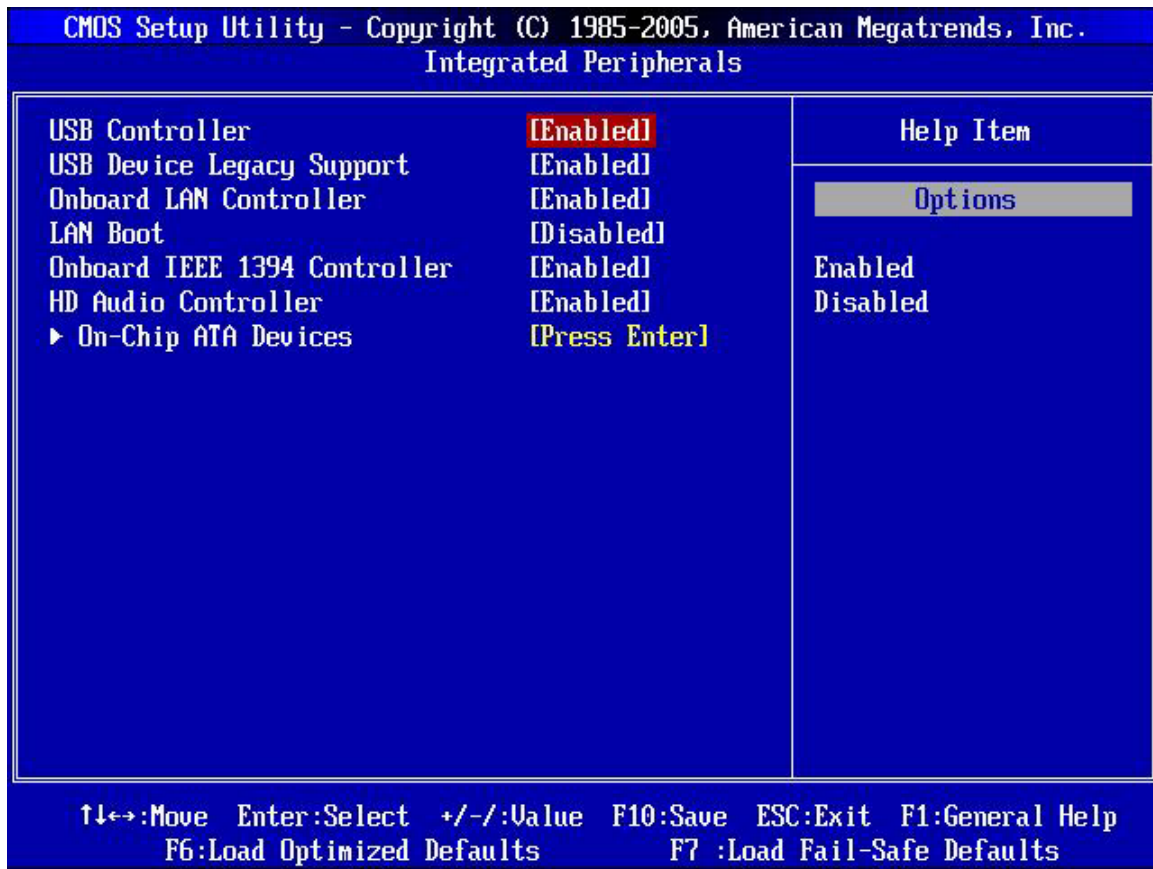 CMOS Setup Utility - Copyright (C) 1985-2005, American Megatrends, Inc.
Integrated Peripherals
USB Controller [Enabled]
USB Device Legacy Support [Enabled]
Onboard LAN Controller [Enabled]
LAN Boot [Disabled]
Onboard IEEE 1394 Controller [Enabled]
HD Audio Controller [Enabled]
▶ On-Chip ATA Devices [Press Enter]
Help Item
Options
Enabled
Disabled
↑↓←→:Move Enter:Select +/-/:Value F10:Save ESC:Exit F1:General Help
F6:Load Optimized Defaults F7 :Load Fail-Safe Defaults